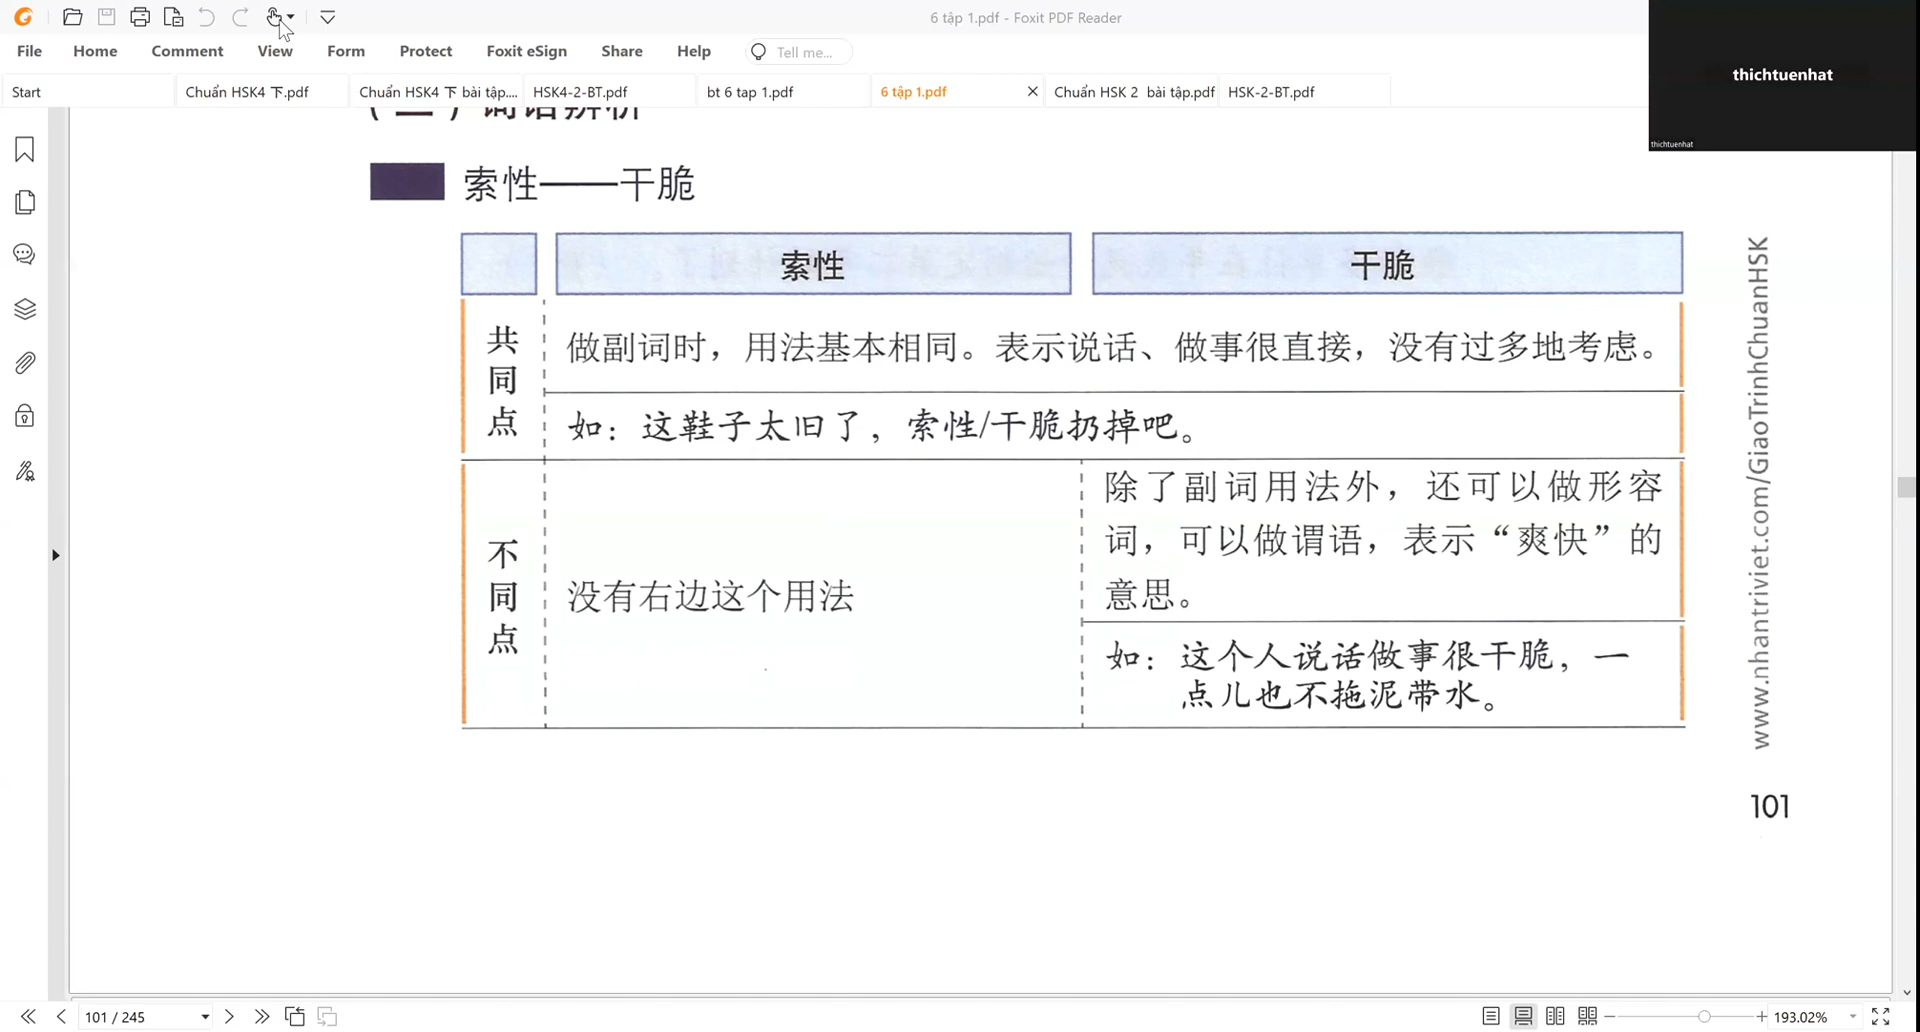 6 tập 1.pdf - Foxit PDF Reader
File Home Comment View Form Protect Foxit eSign Share Help Tell me...
thichtuenhat
thichtuenhat
Start Chuẩn HSK4 下.pdf Chuẩn HSK4 下 bài tập.... HSK4-2-BT.pdf bt 6 tap 1.pdf 6 tập 1.pdf Chuẩn HSK 2 bài tập.pdf HSK-2-BT.pdf
索性——干脆
索性 干脆
共同点
做副词时，用法基本相同。表示说话、做事很直接，没有过多地考虑。
如：这鞋子太旧了，索性/干脆扔掉吧。
不同点
没有右边这个用法
除了副词用法外，还可以做形容
词，可以做谓语，表示“爽快”的
意思。
如：这个人说话做事很干脆，一
点儿也不拖泥带水。
www.nhantriviet.com/GiaoTrinhChuanHSK
101
101 / 245
193.02%